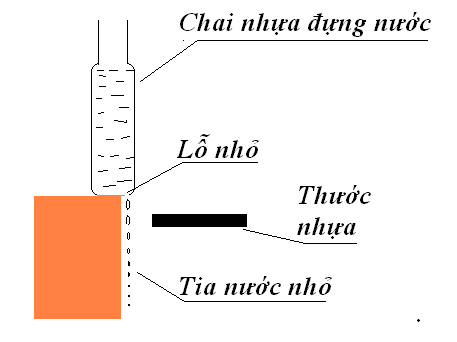 Chai nhựa đựng nước
Lỗ nhỏ
Thước
nhựa
Tia nước nhỏ